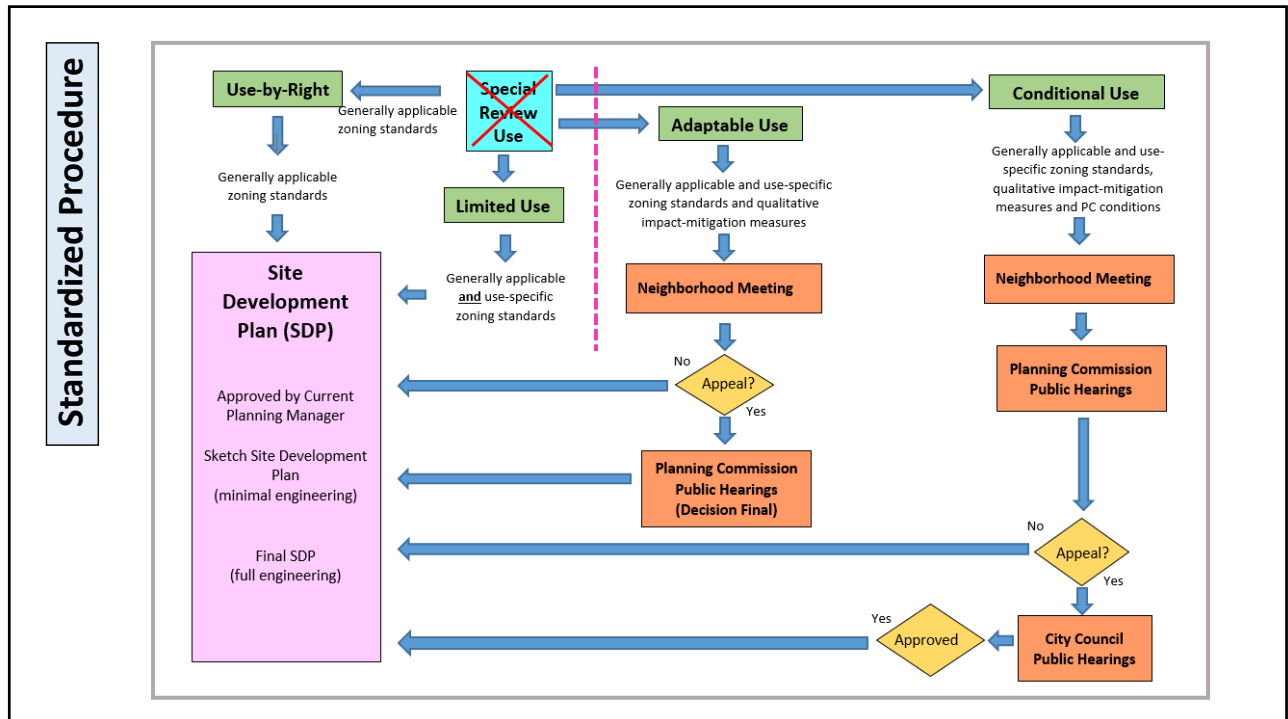 Standardized Procedure
Use-by-Right
Generally applicable
zoning standards
Special
Review
Use
Conditional Use
Adaptable Use
Generally applicable
zoning standards
Limited Use
Generally applicable and use-specific
zoning standards and qualitative
impact-mitigation measures
Generally applicable and use-
specific zoning standards,
qualitative impact-mitigation
measures and PC conditions
Site
Development
Plan (SDP)
Generally applicable
and use-specific
zoning standards
Neighborhood Meeting
Neighborhood Meeting
No
Appeal?
Yes
Planning Commission
Public Hearings
Approved by Current
Planning Manager
Sketch Site Development
Plan
(minimal engineering)
Planning Commission
Public Hearings
(Decision Final)
Final SDP
(full engineering)
No
Appeal?
Yes
Yes
Approved
City Council
Public Hearings